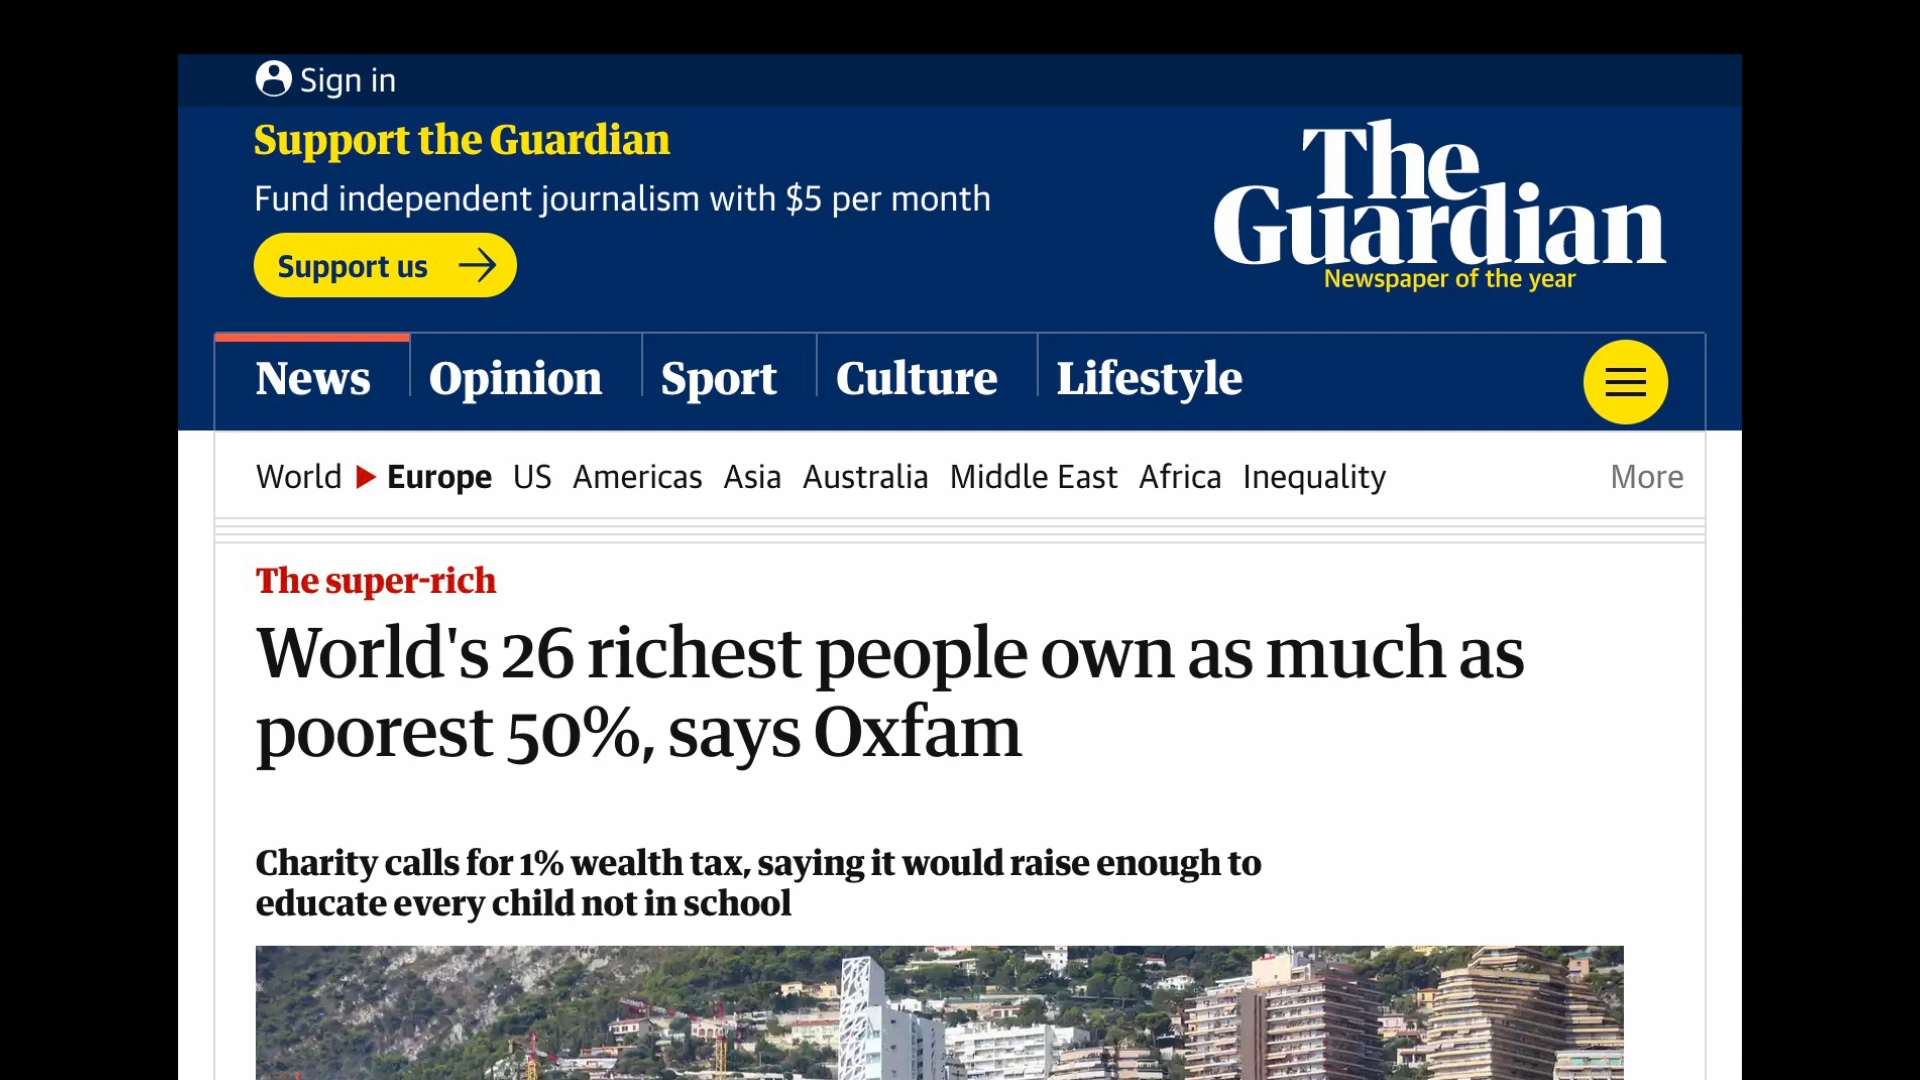 Sign in
Support the Guardian
Fund independent journalism with $5 per month
Support us
The
Guardian
Newspaper of the year
News Opinion Sport Culture Lifestyle
World Europe US Americas Asia Australia Middle East Africa Inequality More
The super-rich
World's 26 richest people own as much as
poorest 50%, says Oxfam
Charity calls for 1% wealth tax, saying it would raise enough to
educate every child not in school